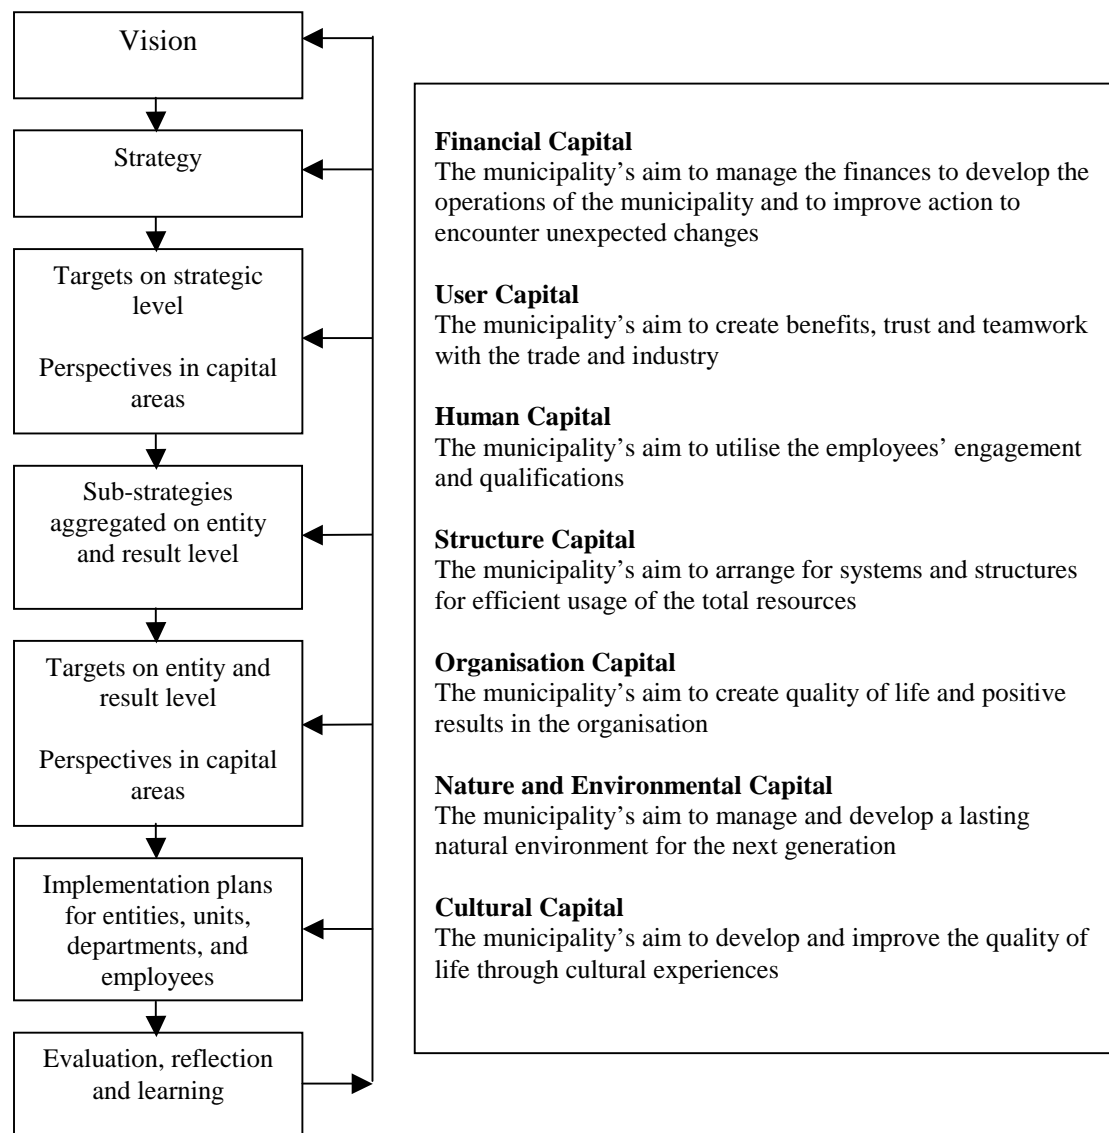 Vision
Strategy
Targets on strategic
level
Perspectives in capital
areas
Sub-strategies
aggregated on entity
and result level
Targets on entity and
result level
Perspectives in capital
areas
Implementation plans
for entities, units,
departments, and
employees
Evaluation, reflection
and learning
Financial Capital
The municipality’s aim to manage the finances to develop the
operations of the municipality and to improve action to
encounter unexpected changes
User Capital
The municipality’s aim to create benefits, trust and teamwork
with the trade and industry
Human Capital
The municipality’s aim to utilise the employees’ engagement
and qualifications
Structure Capital
The municipality’s aim to arrange for systems and structures
for efficient usage of the total resources
Organisation Capital
The municipality’s aim to create quality of life and positive
results in the organisation
Nature and Environmental Capital
The municipality’s aim to manage and develop a lasting
natural environment for the next generation
Cultural Capital
The municipality’s aim to develop and improve the quality of
life through cultural experiences